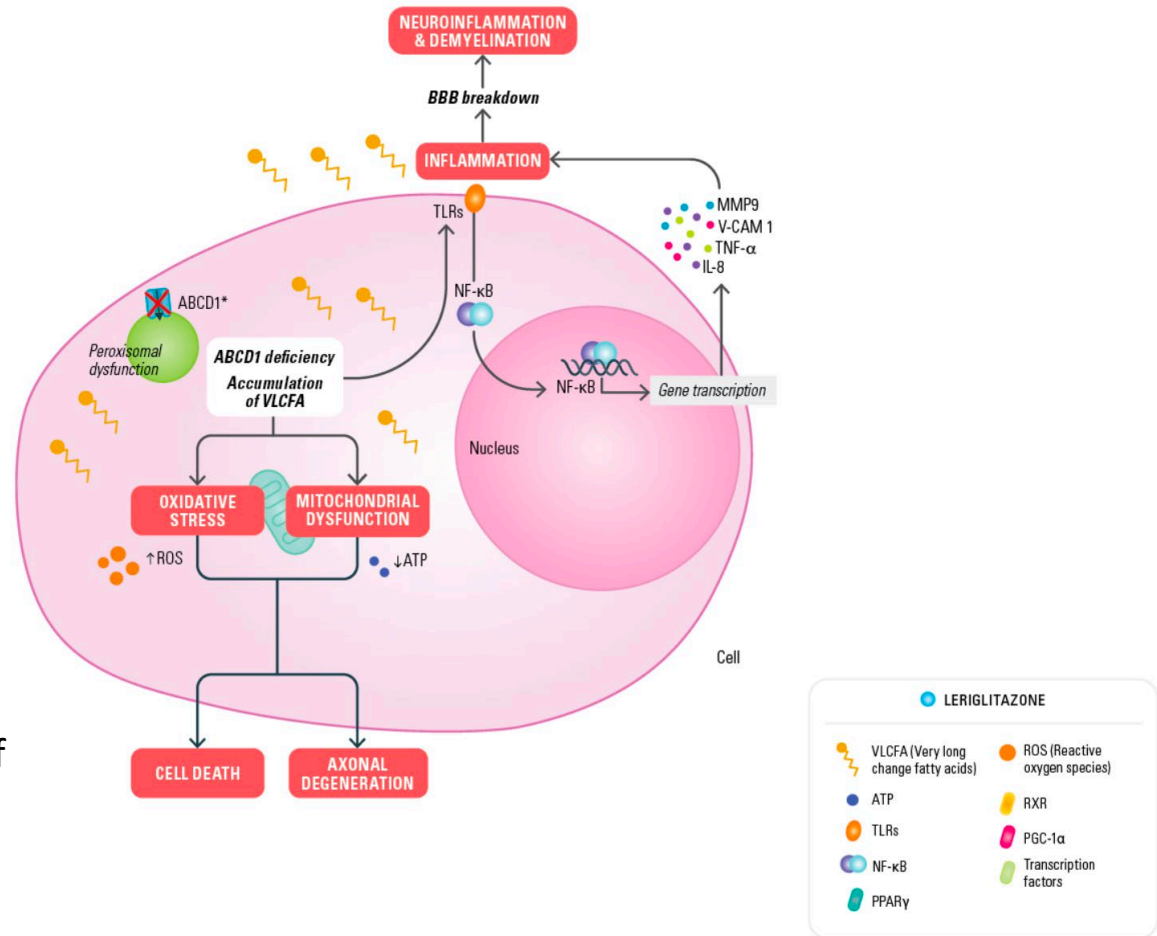 NEUROINFLAMMATION
& DEMYELINATION
BBB breakdown
INFLAMMATION
TLRs
MMP9
V-CAM 1
TNF-α
IL-8
NF-κB
ABCD1*
Peroxisomal
dysfunction
ABCD1 deficiency
Accumulation
of VLCFA
NF-κB
Gene transcription
Nucleus
OXIDATIVE
STRESS
MITOCHONDRIAL
DYSFUNCTION
↑ROS
↓ATP
Cell
f
CELL DEATH
AXONAL
DEGENERATION
LERIGLITAZONE
VLCFA (Very long
change fatty acids)
ATP
TLRs
NF-κB
PPARγ
ROS (Reactive
oxygen species)
RXR
PGC-1α
Transcription
factors